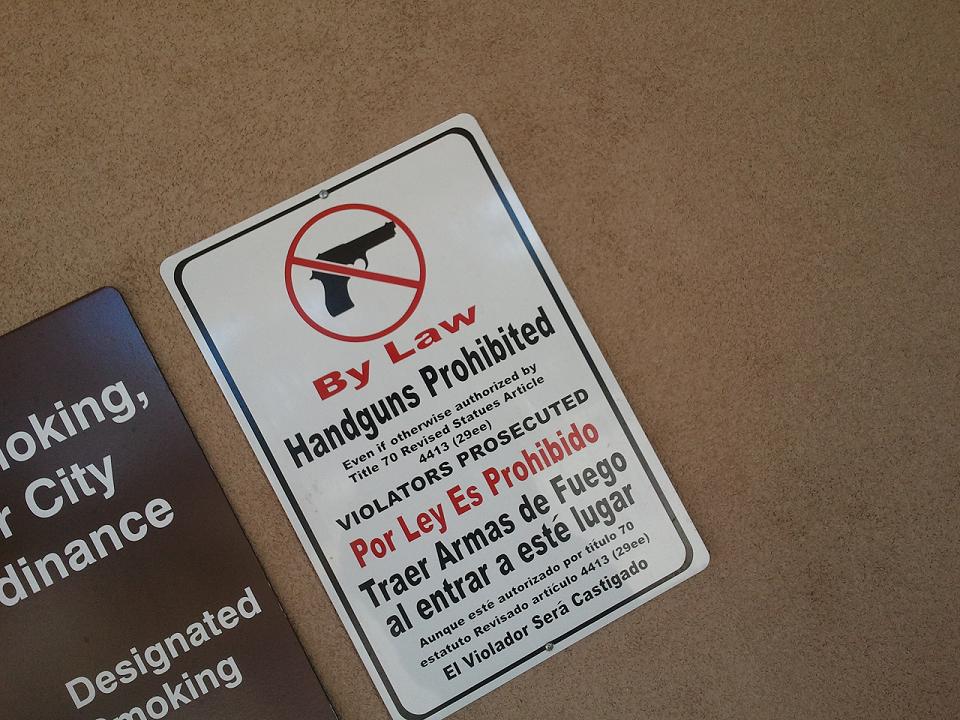 By Law
Handguns Prohibited
Even if otherwise authorized by
Title 70 Revised Statues Article
4413 (29ee)
VIOLATORS PROSECUTED
Por Ley Es Prohibido
Traer Armas de Fuego
al entrar a esté lugar
Aunque esté autorizado por titulo 70
estatuto Revisado artículo 4413 (29ee)
El Violador Será Castigado
oking,
r City
dinance
Designated
moking